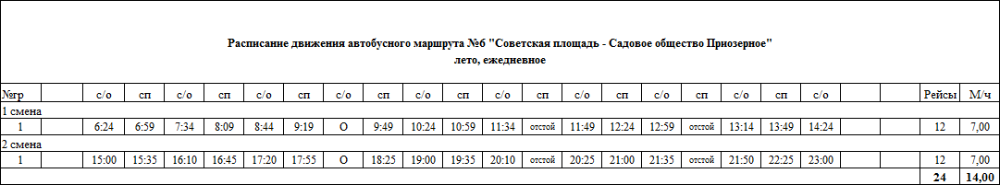 Расписание движения автобусного маршрута №6 "Советская площадь - Садовое общество Приозерное"
лето, ежедневное
№гр с/о сп с/о сп с/о сп с/о сп с/о сп с/о сп с/о сп с/о сп с/о сп с/о Рейсы М/ч
1 смена
1 6:24 6:59 7:34 8:09 8:44 9:19 О 9:49 10:24 10:59 11:34 отстой 11:49 12:24 12:59 отстой 13:14 13:49 14:24 12 7,00
2 смена
1 15:00 15:35 16:10 16:45 17:20 17:55 О 18:25 19:00 19:35 20:10 отстой 20:25 21:00 21:35 отстой 21:50 22:25 23:00 12 7,00
24 14,00